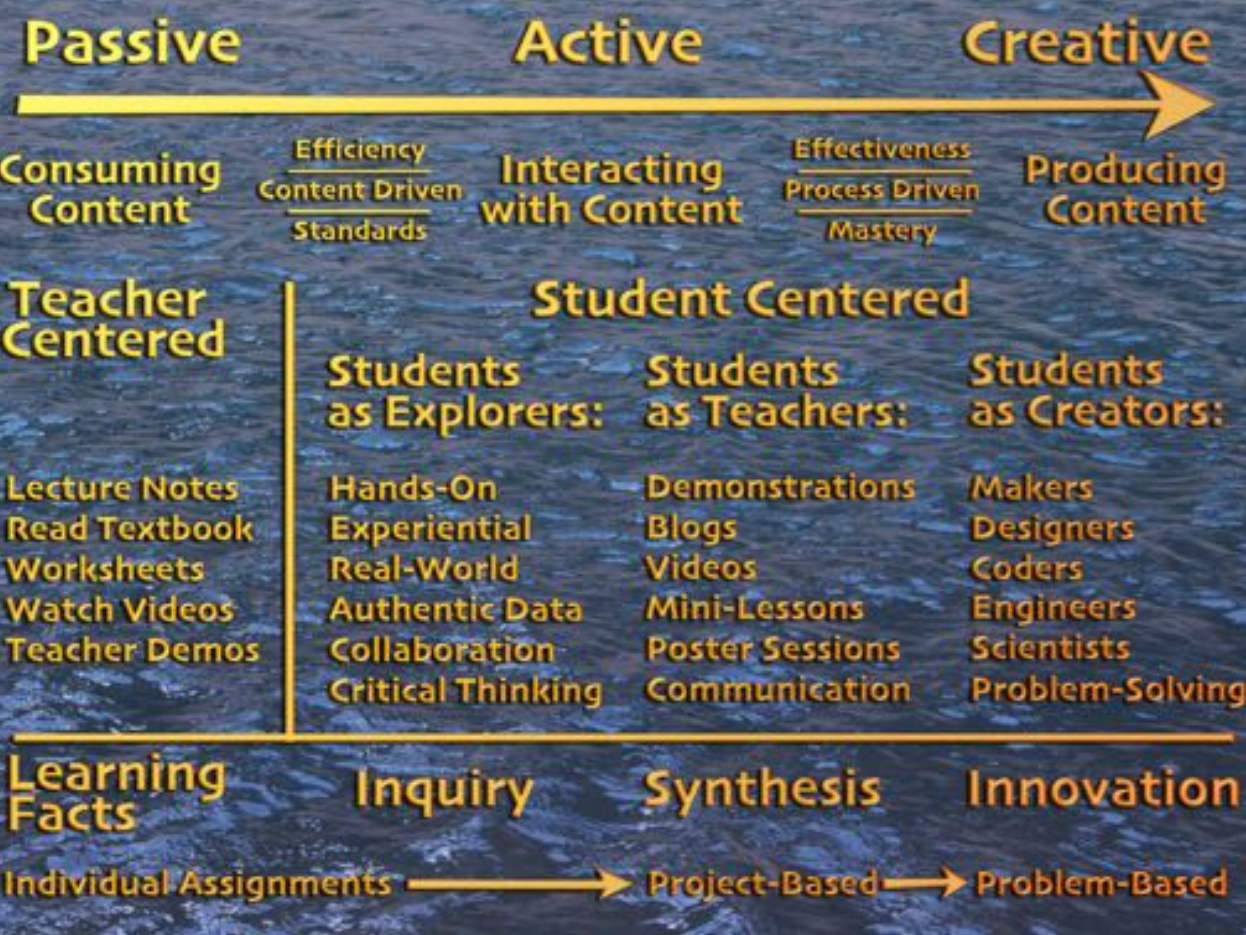 Passive Active Creative
Consuming
Content
Efficiency
Content Driven
Standards
Interacting
with Content
Effectiveness
Process Driven
Mastery
Producing
Content
Teacher
Centered
Student Centered
Students
as Explorers:
Students
as Teachers:
Students
as Creators:
Lecture Notes
Read Textbook
Worksheets
Watch Videos
Teacher Demos
Hands-On
Experiential
Real-World
Authentic Data
Collaboration
Critical Thinking
Demonstrations
Blogs
Videos
Mini-Lessons
Poster Sessions
Communication
Makers
Designers
Coders
Engineers
Scientists
Problem-Solving
Learning
Facts
Inquiry
Synthesis
Innovation
Individual Assignments Project-Based Problem-Based